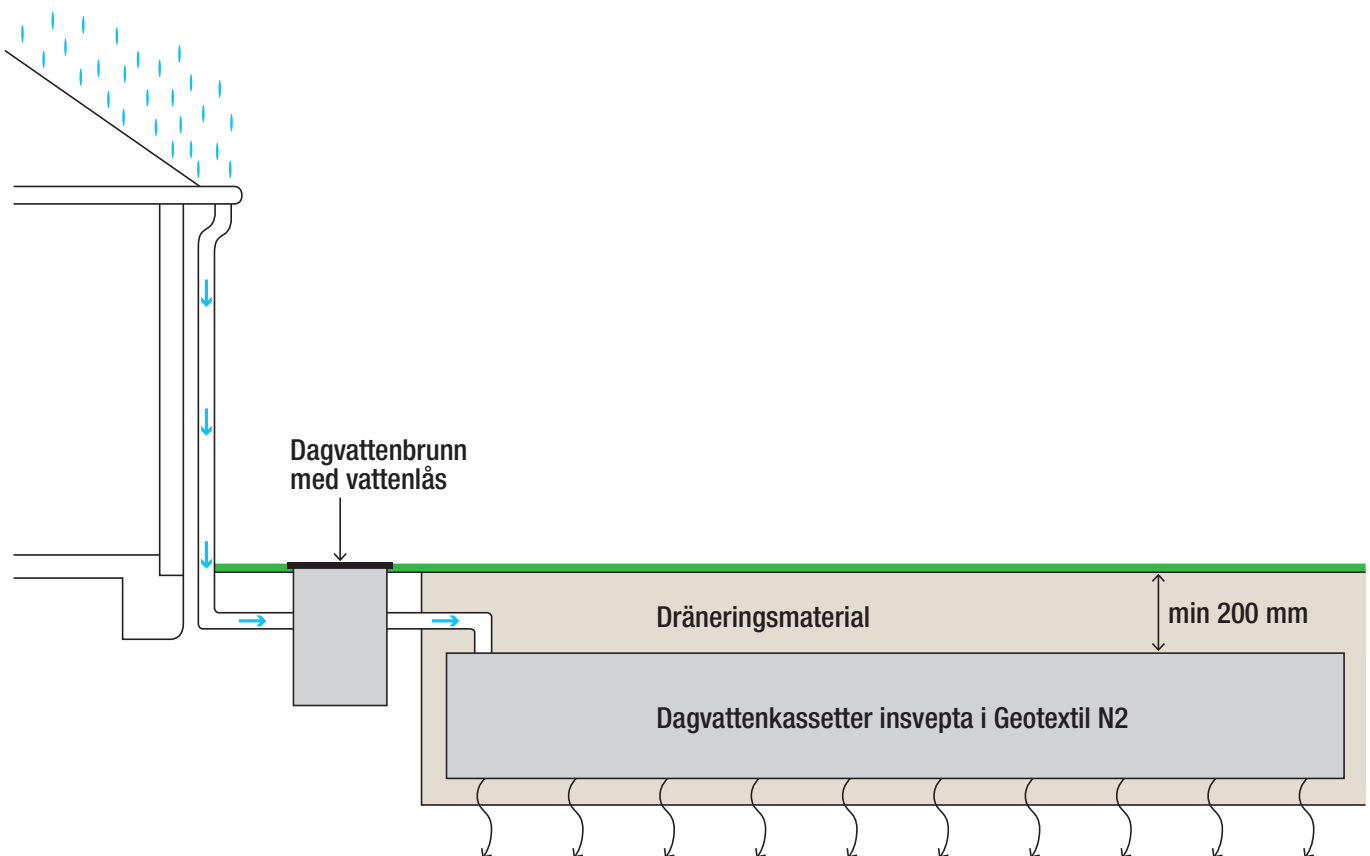 Dagvattenbrunn
med vattenlås
Dräneringsmaterial
min 200 mm
Dagvattenkassetter insvepta i Geotextil N2